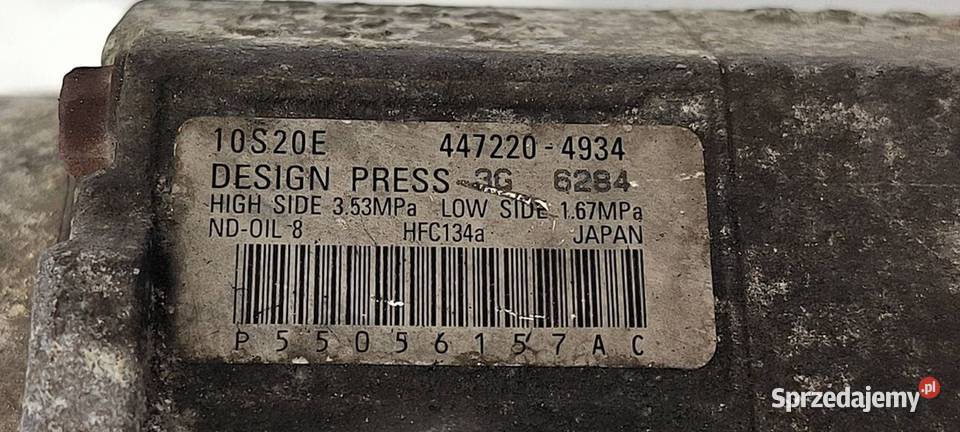 10S20E 447220-4934
DESIGN PRESS 3G 6284
HIGH SIDE 3.53MPa LOW SIDE 1.67MPa
ND-OIL 8 HFC134a JAPAN
P55056157AC
Sprzedajemy.pl